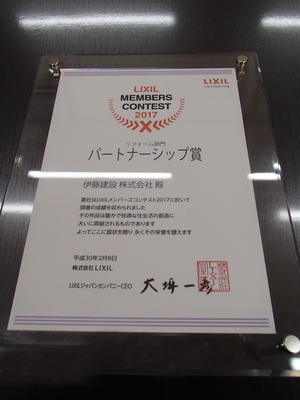 LIXIL
LIXIL
MEMBERS
CONTEST
2017
リフォーム部門
パートナーシップ賞
伊藤建設 株式会社 殿
貴社はLIXILメンバーズコンテスト2017に於いて
頭書の成績を収められました
その作品は豊かで快適な住生活の創造に
大いに貢献されるものであります
よってここに賞状を贈り 永くその栄誉を讃えます
平成30年2月8日
株式会社 LIXIL
LIXILジャパンカンパニーCEO